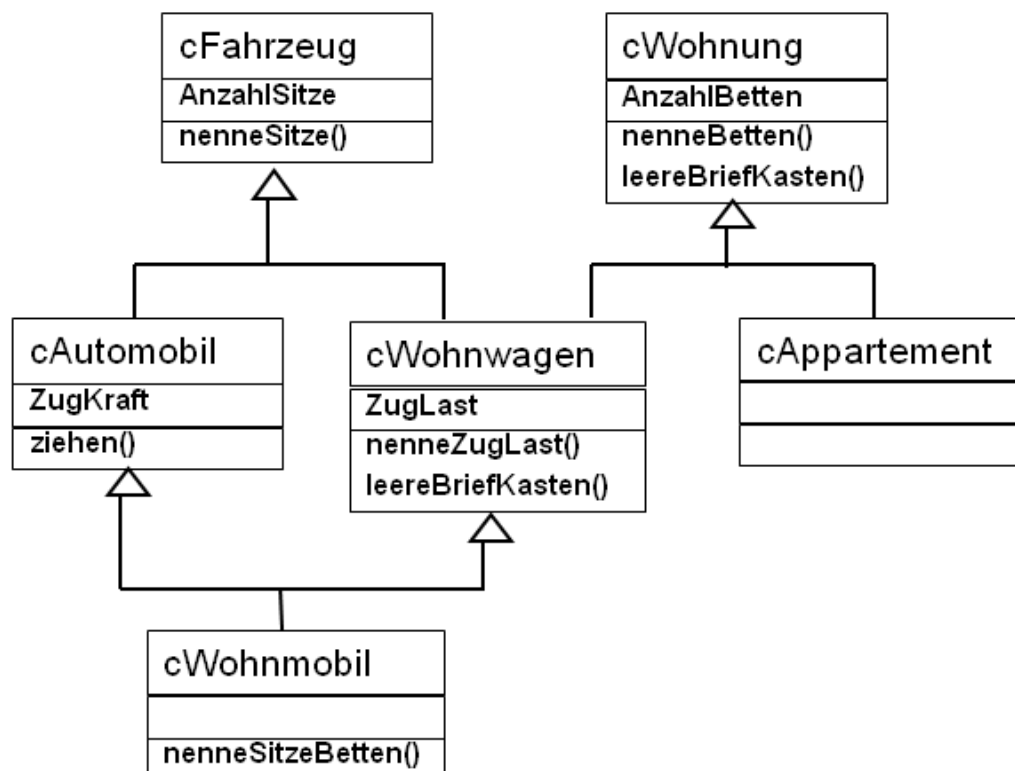 cFahrzeug
AnzahlSitze
nenneSitze()
cWohnung
AnzahlBetten
nenneBetten()
leereBriefKasten()
cAutomobil
ZugKraft
ziehen()
cWohnwagen
ZugLast
nenneZugLast()
leereBriefKasten()
cAppartement
cWohnmobil
nenneSitzeBetten()